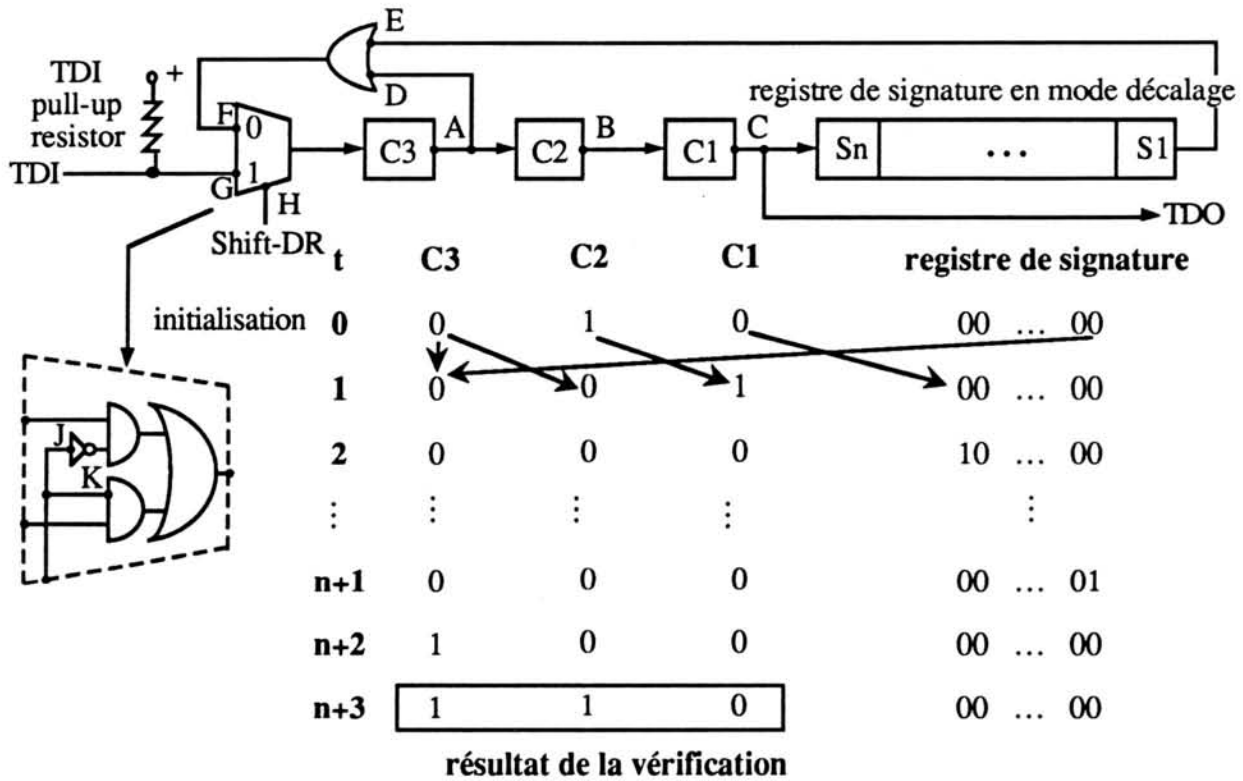 E
TDI
pull-up
resistor
+
D
registre de signature en mode décalage
F
0
A
B
C
C3
C2
C1
Sn
...
S1
TDI
1
G
H
TDO
Shift-DR
t C3 C2 C1 registre de signature
initialisation 0 0 1 0 00 ... 00
1 0 0 1 00 ... 00
J
2 0 0 0 10 ... 00
K
⋮ ⋮ ⋮ ⋮ ⋮
n+1 0 0 0 00 ... 01
n+2 1 0 0 00 ... 00
n+3 1 1 0 00 ... 00
résultat de la vérification